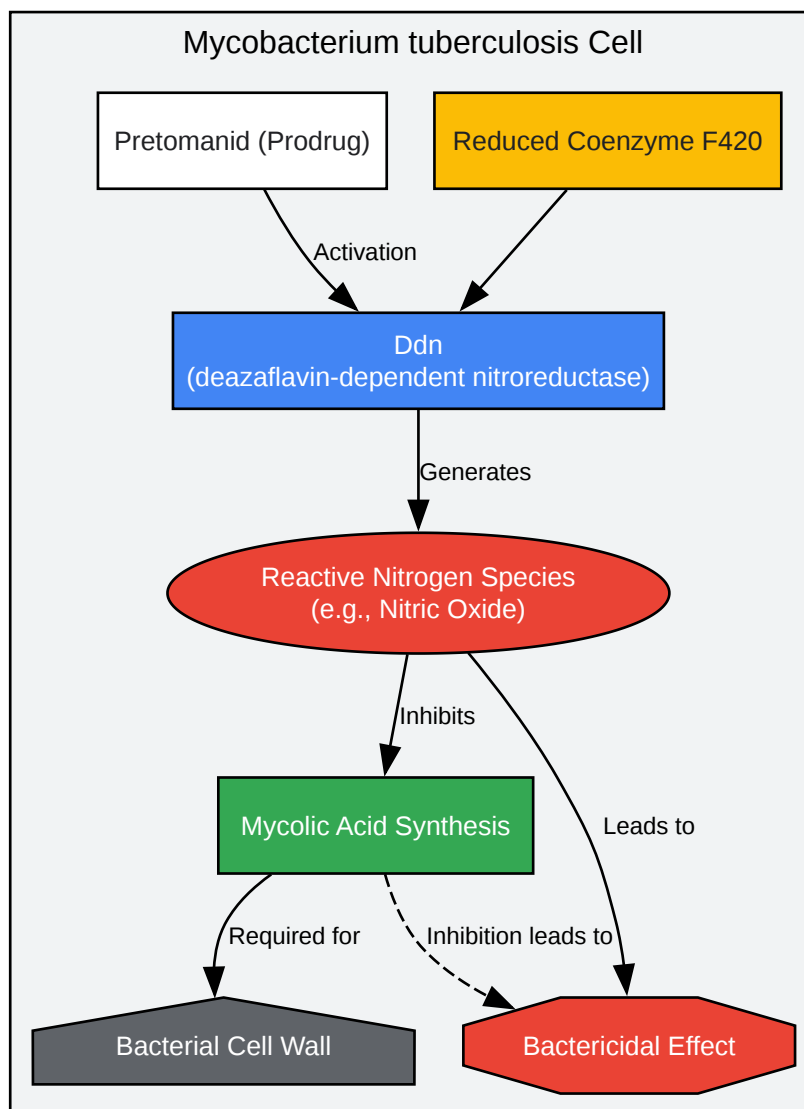 Mycobacterium tuberculosis Cell
Pretomanid (Prodrug)
Reduced Coenzyme F420
Activation
Ddn
(deazaflavin-dependent nitroreductase)
Generates
Reactive Nitrogen Species
(e.g., Nitric Oxide)
Inhibits
Mycolic Acid Synthesis
Leads to
Required for
Inhibition leads to
Bacterial Cell Wall
Bactericidal Effect